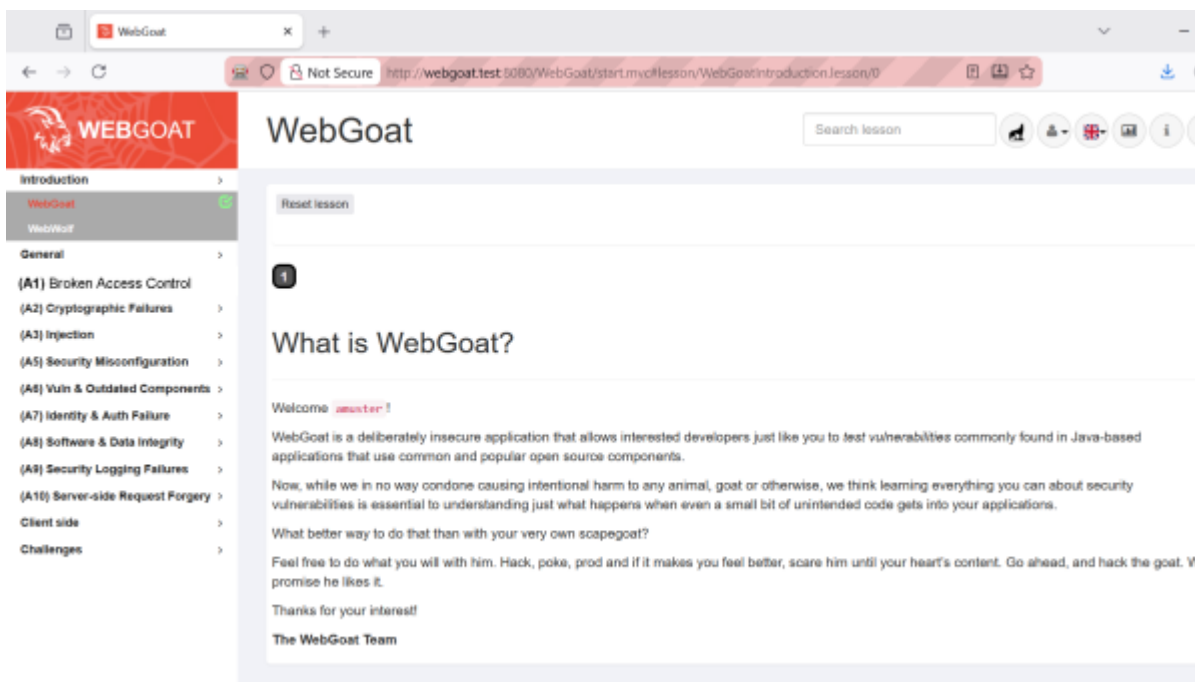 WebGoat
Not Secure http://webgoat.test:8080/WebGoat/start.mvc#lesson/WebGoatIntroduction.lesson/0
WEBGOAT
WebGoat
Search lesson
Introduction
WebGoat
WebWolf
General
(A1) Broken Access Control
(A2) Cryptographic Failures
(A3) Injection
(A5) Security Misconfiguration
(A6) Vuln & Outdated Components
(A7) Identity & Auth Failure
(A8) Software & Data Integrity
(A9) Security Logging Failures
(A10) Server-side Request Forgery
Client side
Challenges
Reset lesson
1
What is WebGoat?
Welcome amuster!
WebGoat is a deliberately insecure application that allows interested developers just like you to test vulnerabilities commonly found in Java-based
applications that use common and popular open source components.
Now, while we in no way condone causing intentional harm to any animal, goat or otherwise, we think learning everything you can about security
vulnerabilities is essential to understanding just what happens when even a small bit of unintended code gets into your applications.
What better way to do that than with your very own scapegoat?
Feel free to do what you will with him. Hack, poke, prod and if it makes you feel better, scare him until your heart's content. Go ahead, and hack the goat.
promise he likes it.
Thanks for your interest!
The WebGoat Team